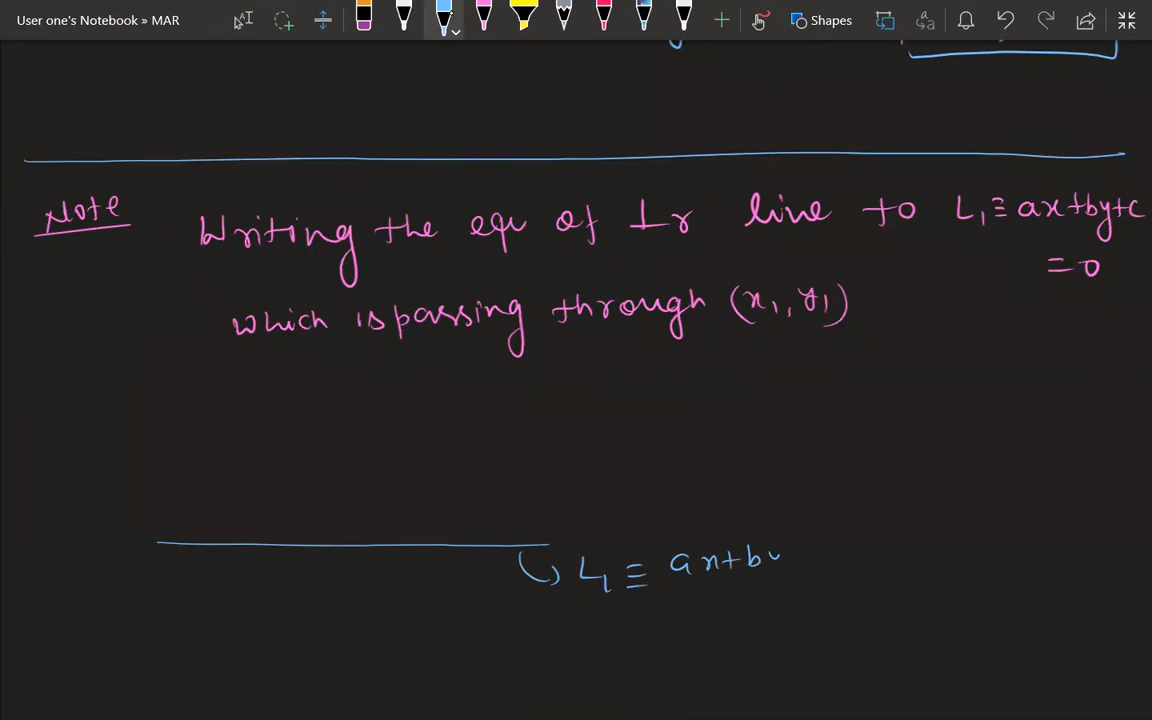 User one's Notebook » MAR
Shapes
Note Writing the equ of ⊥r line to L₁ ≡ ax+by+c
=0
which is passing through (x₁, y₁)
L₁ ≡ ax+b